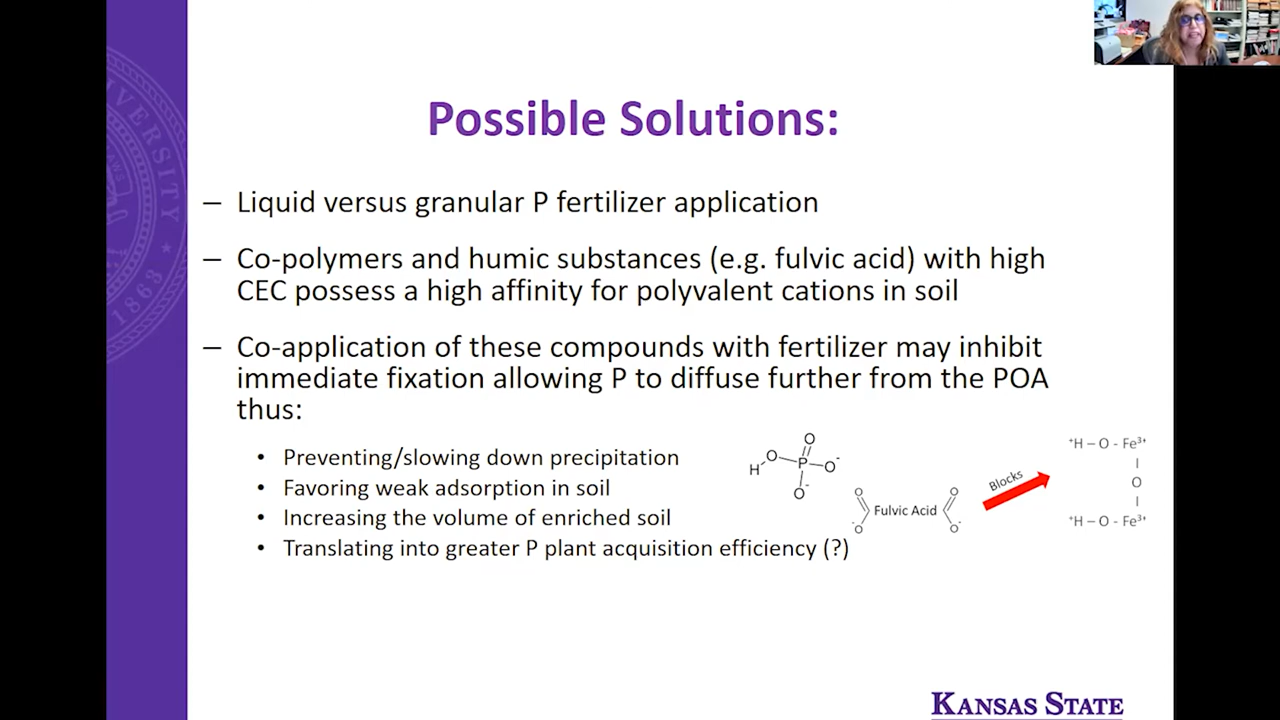 Possible Solutions:
– Liquid versus granular P fertilizer application
– Co-polymers and humic substances (e.g. fulvic acid) with high
CEC possess a high affinity for polyvalent cations in soil
– Co-application of these compounds with fertilizer may inhibit
immediate fixation allowing P to diffuse further from the POA
thus:
• Preventing/slowing down precipitation
• Favoring weak adsorption in soil
• Increasing the volume of enriched soil
• Translating into greater P plant acquisition efficiency (?)
O
H O P O⁻
O⁻
O O
Fulvic Acid
⁻O O⁻
Blocks
⁺H – O - Fe³⁺
O
⁺H – O - Fe³⁺
KANSAS STATE
VERSITY
1863